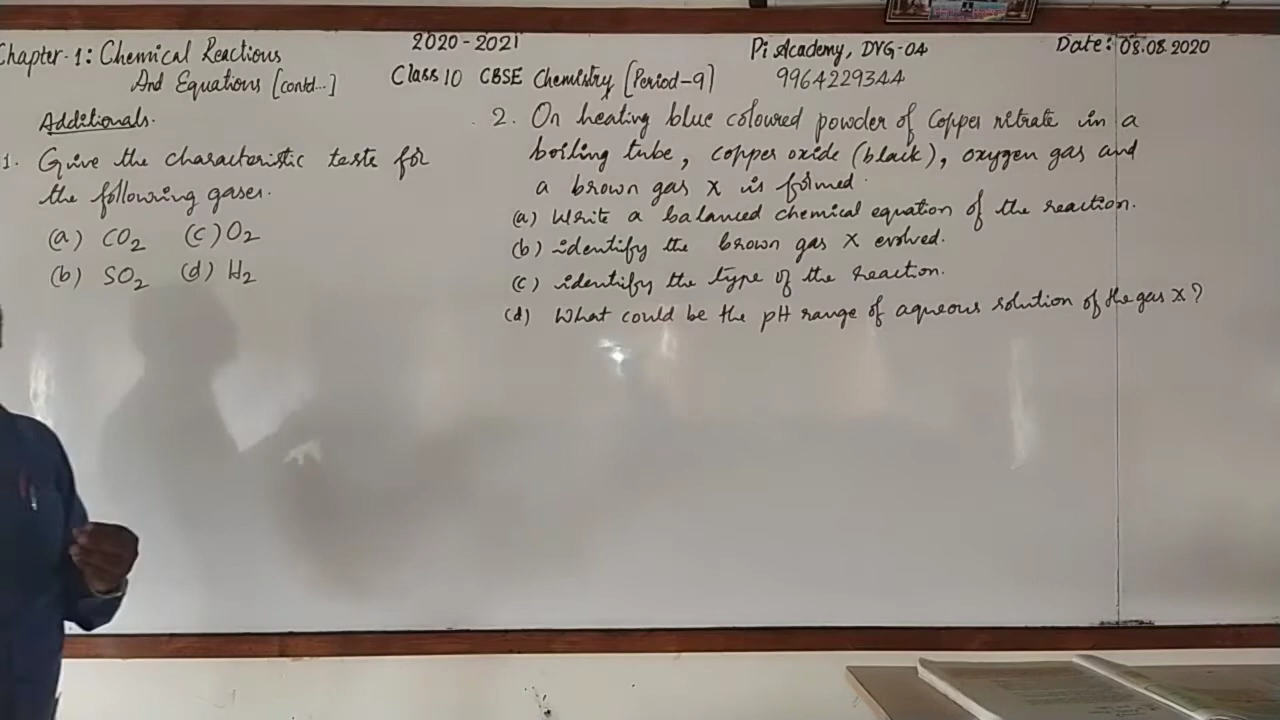 Chapter-1: Chemical Reactions
And Equations [contd...]
2020-2021
Class 10 CBSE Chemistry [Period-9]
Pi Academy, DVG-04
9964229344
Date: 08.08.2020
Additionals.
1. Give the characteristic tests for
the following gases.
(a) CO2 (c) O2
(b) SO2 (d) H2
2. On heating blue coloured powder of Copper nitrate in a
boiling tube, copper oxide (black), oxygen gas and
a brown gas X is formed.
(a) Write a balanced chemical equation of the reaction.
(b) identify the brown gas X evolved.
(c) identify the type of the reaction.
(d) What could be the pH range of aqueous solution of the gas X?